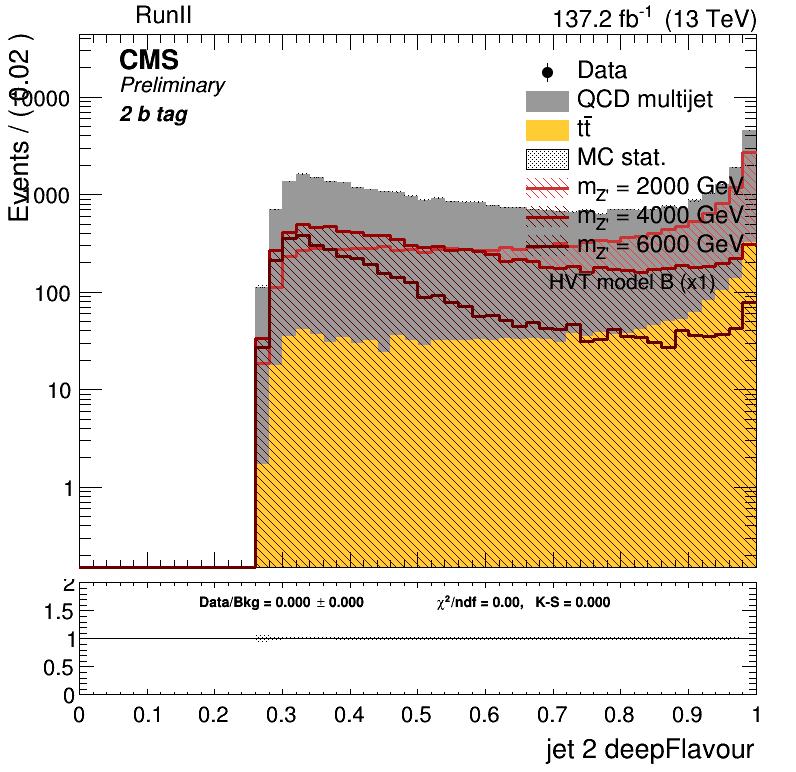 RunII
137.2 fb-1 (13 TeV)
CMS
Preliminary
2 b tag
Data
QCD multijet
tt̄
MC stat.
mZ' = 2000 GeV
mZ' = 4000 GeV
mZ' = 6000 GeV
HVT model B (x1)
Events / ( 0.02 )
10000
1000
100
10
1
2
1.5
1
0.5
0
Data/Bkg = 0.000 ± 0.000
χ²/ndf = 0.00, K-S = 0.000
0 0.1 0.2 0.3 0.4 0.5 0.6 0.7 0.8 0.9 1
jet 2 deepFlavour